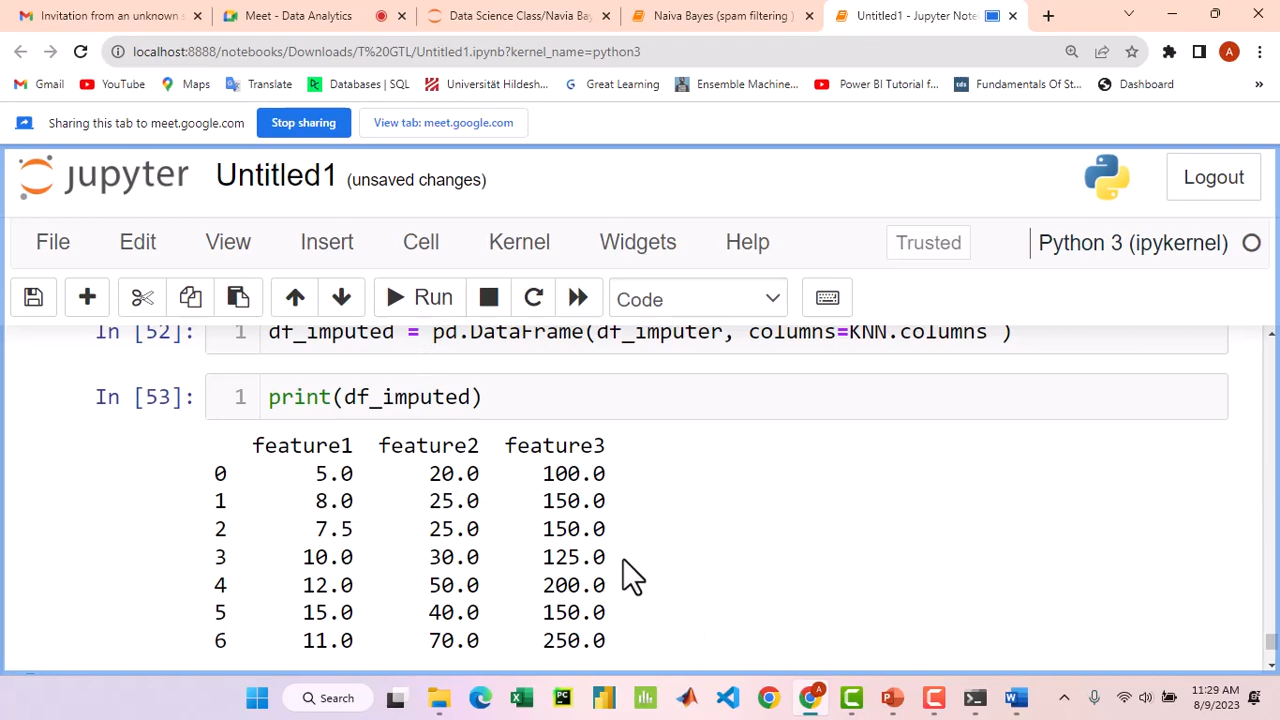 Invitation from an unknown s
Meet - Data Analytics
Data Science Class/Navia Bay
Naiva Bayes (spam filtering )
Untitled1 - Jupyter Note
localhost:8888/notebooks/Downloads/T%20GTL/Untitled1.ipynb?kernel_name=python3
A
Gmail
YouTube
Maps
Translate
Databases | SQL
Universität Hildesh...
Great Learning
Ensemble Machine...
Power BI Tutorial f...
Fundamentals Of St...
Dashboard
»
Sharing this tab to meet.google.com
Stop sharing
View tab: meet.google.com
jupyter
Untitled1 (unsaved changes)
Logout
File
Edit
View
Insert
Cell
Kernel
Widgets
Help
Trusted
Python 3 (ipykernel)
Run
Code
In [52]: 1 df_imputed = pd.DataFrame(df_imputer, columns=KNN.columns )
In [53]: 1 print(df_imputed)
feature1 feature2 feature3
0 5.0 20.0 100.0
1 8.0 25.0 150.0
2 7.5 25.0 150.0
3 10.0 30.0 125.0
4 12.0 50.0 200.0
5 15.0 40.0 150.0
6 11.0 70.0 250.0
Search
11:29 AM
8/9/2023